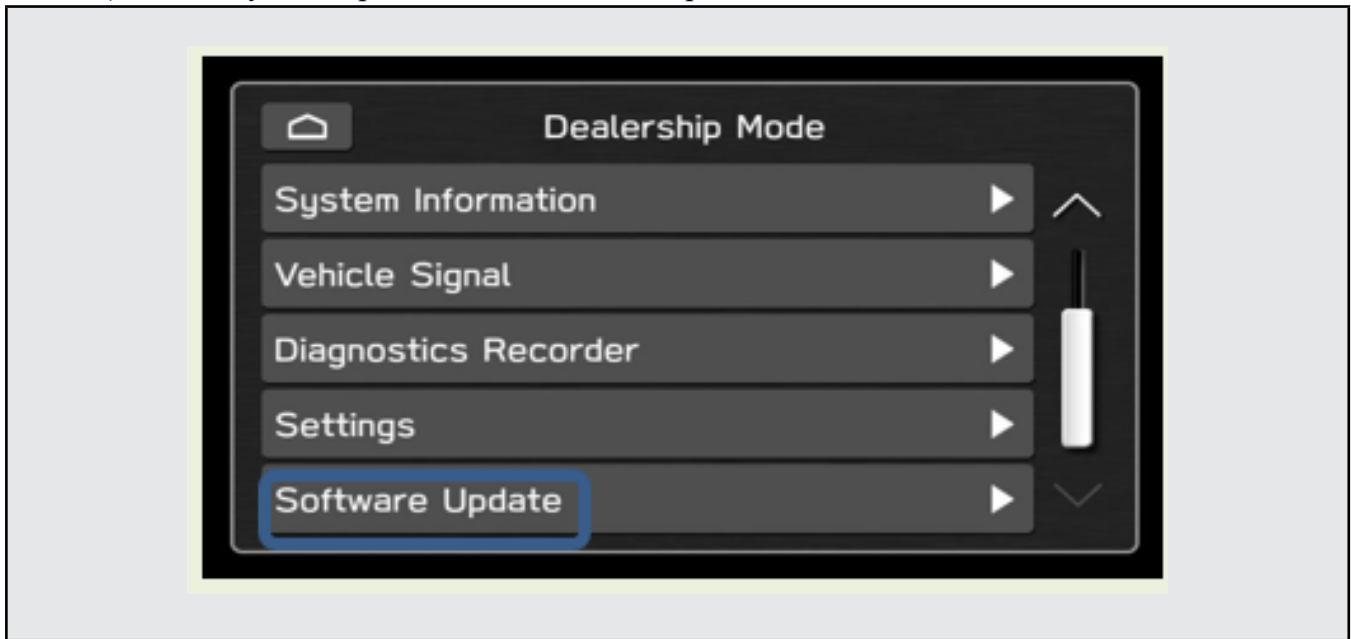 Dealership Mode
System Information
Vehicle Signal
Diagnostics Recorder
Settings
Software Update